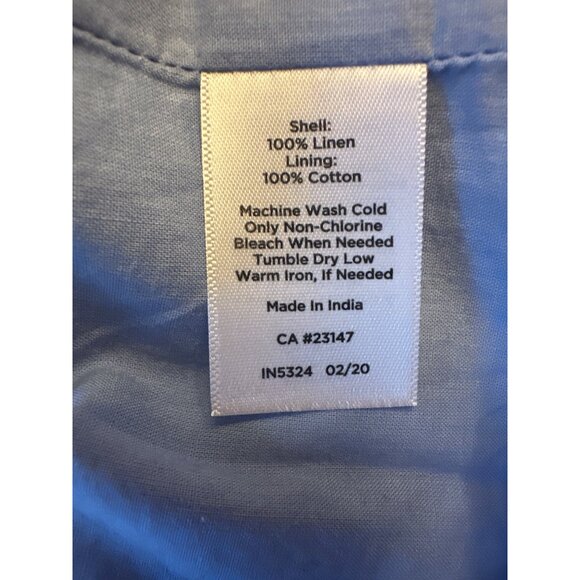 Shell:
100% Linen
Lining:
100% Cotton
Machine Wash Cold
Only Non-Chlorine
Bleach When Needed
Tumble Dry Low
Warm Iron, If Needed
Made In India
CA #23147
IN5324 02/20